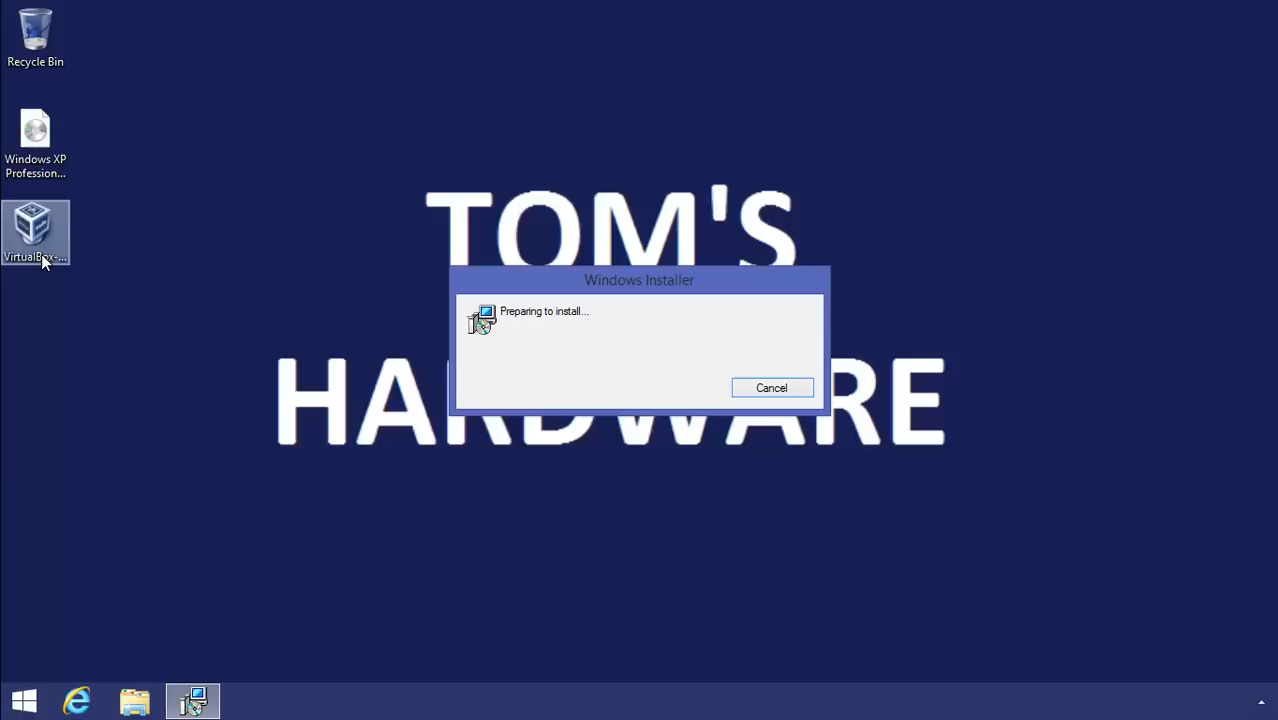 Recycle Bin
Windows XP
Profession...
VirtualBox-...
TOM'S
HARDWARE
Windows Installer
Preparing to install...
Cancel